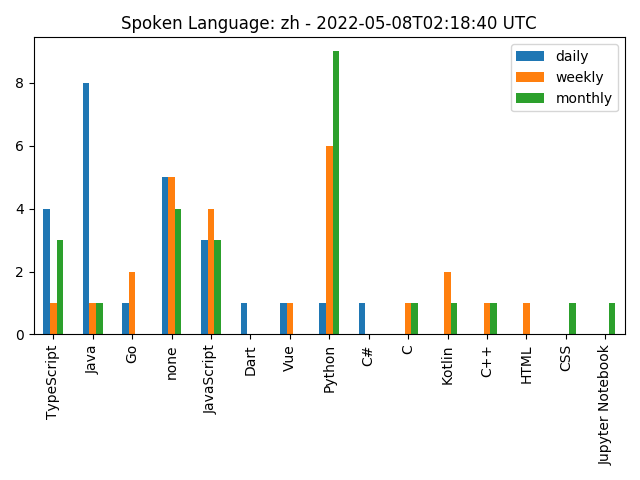 Spoken Language: zh - 2022-05-08T02:18:40 UTC
daily
weekly
monthly
8
6
4
2
0
TypeScript
Java
Go
none
JavaScript
Dart
Vue
Python
C#
C
Kotlin
C++
HTML
CSS
Jupyter Notebook